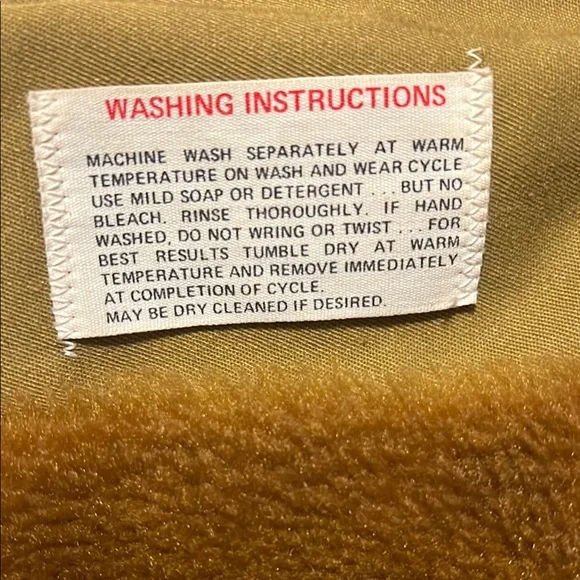 WASHING INSTRUCTIONS
MACHINE WASH SEPARATELY AT WARM
TEMPERATURE ON WASH AND WEAR CYCLE
USE MILD SOAP OR DETERGENT . . . BUT NO
BLEACH. RINSE THOROUGHLY. IF HAND
WASHED, DO NOT WRING OR TWIST . . . FOR
BEST RESULTS TUMBLE DRY AT WARM
TEMPERATURE AND REMOVE IMMEDIATELY
AT COMPLETION OF CYCLE.
MAY BE DRY CLEANED IF DESIRED.